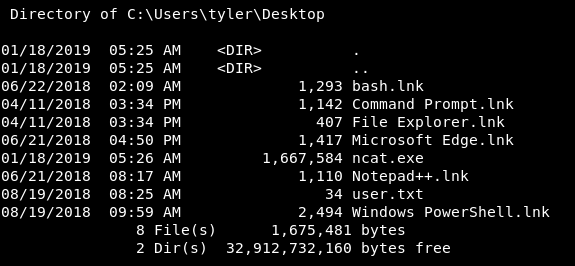 Directory of C:\Users\tyler\Desktop

01/18/2019  05:25 AM    <DIR>          .
01/18/2019  05:25 AM    <DIR>          ..
06/22/2018  02:09 AM             1,293 bash.lnk
04/11/2018  03:34 PM             1,142 Command Prompt.lnk
04/11/2018  03:34 PM               407 File Explorer.lnk
06/21/2018  04:50 PM             1,417 Microsoft Edge.lnk
01/18/2019  05:26 AM         1,667,584 ncat.exe
06/21/2018  08:17 AM             1,110 Notepad++.lnk
08/19/2018  08:25 AM                34 user.txt
08/19/2018  09:59 AM             2,494 Windows PowerShell.lnk
               8 File(s)      1,675,481 bytes
               2 Dir(s)  32,912,732,160 bytes free